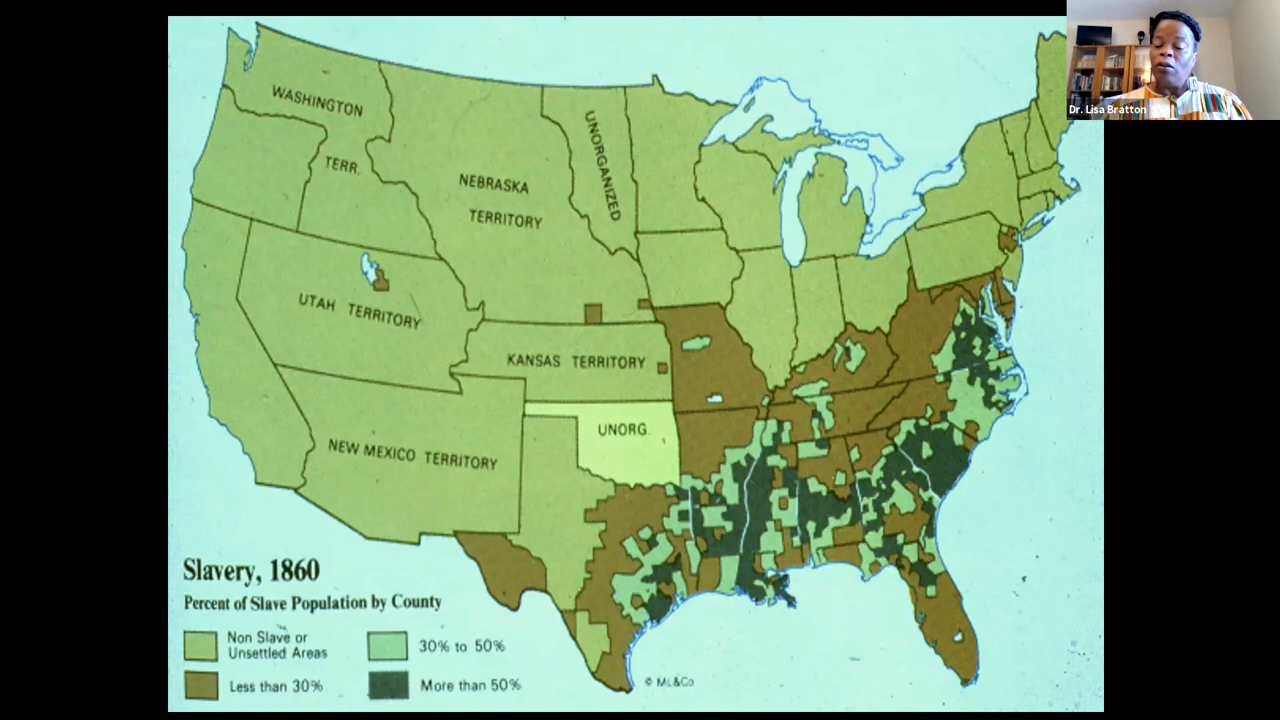 Dr. Lisa Bratton
WASHINGTON
TERR.
NEBRASKA
TERRITORY
UNORGANIZED
UTAH TERRITORY
KANSAS TERRITORY
UNORG.
NEW MEXICO TERRITORY
Slavery, 1860
Percent of Slave Population by County
Non Slave or
Unsettled Areas
30% to 50%
Less than 30%
More than 50%
© ML&Co